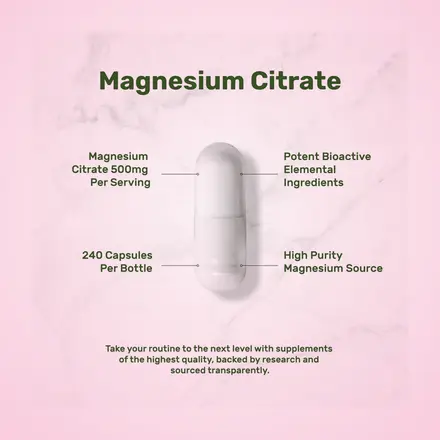 Magnesium Citrate
Magnesium
Citrate 500mg
Per Serving
Potent Bioactive
Elemental
Ingredients
240 Capsules
Per Bottle
High Purity
Magnesium Source
Take your routine to the next level with supplements
of the highest quality, backed by research and
sourced transparently.